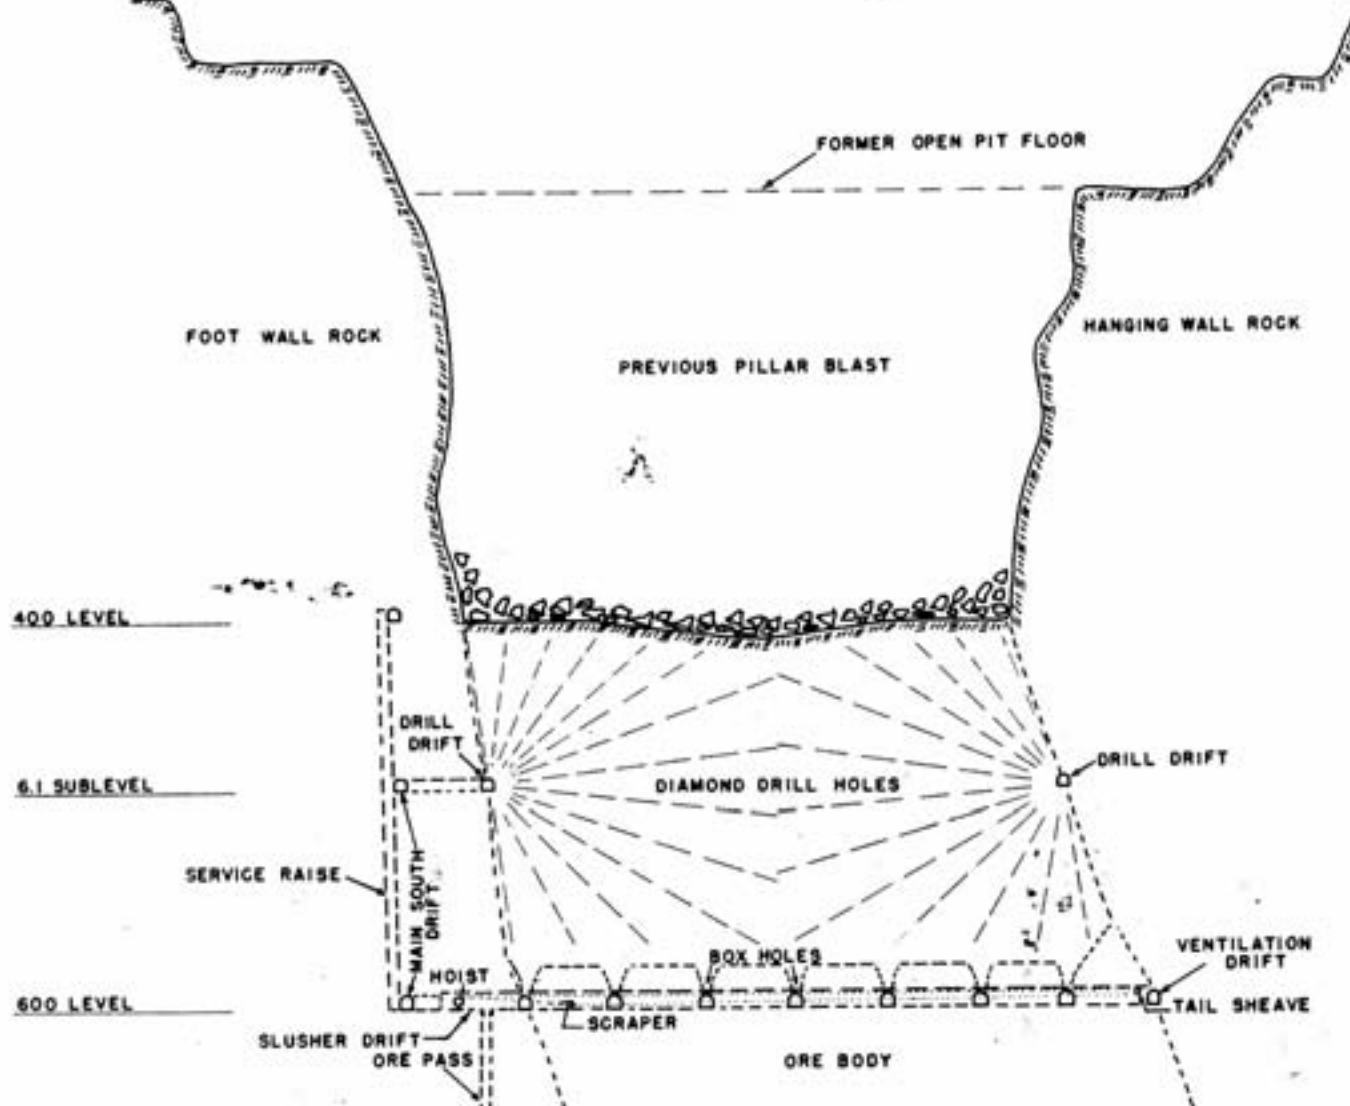 FORMER OPEN PIT FLOOR
FOOT WALL ROCK
HANGING WALL ROCK
PREVIOUS PILLAR BLAST
400 LEVEL
DRILL
DRIFT
DRILL DRIFT
6.1 SUBLEVEL
DIAMOND DRILL HOLES
SERVICE RAISE
MAIN SOUTH
DRIFT
BOX HOLES
VENTILATION
DRIFT
HOIST
600 LEVEL
TAIL SHEAVE
SCRAPER
SLUSHER DRIFT
ORE PASS
ORE BODY